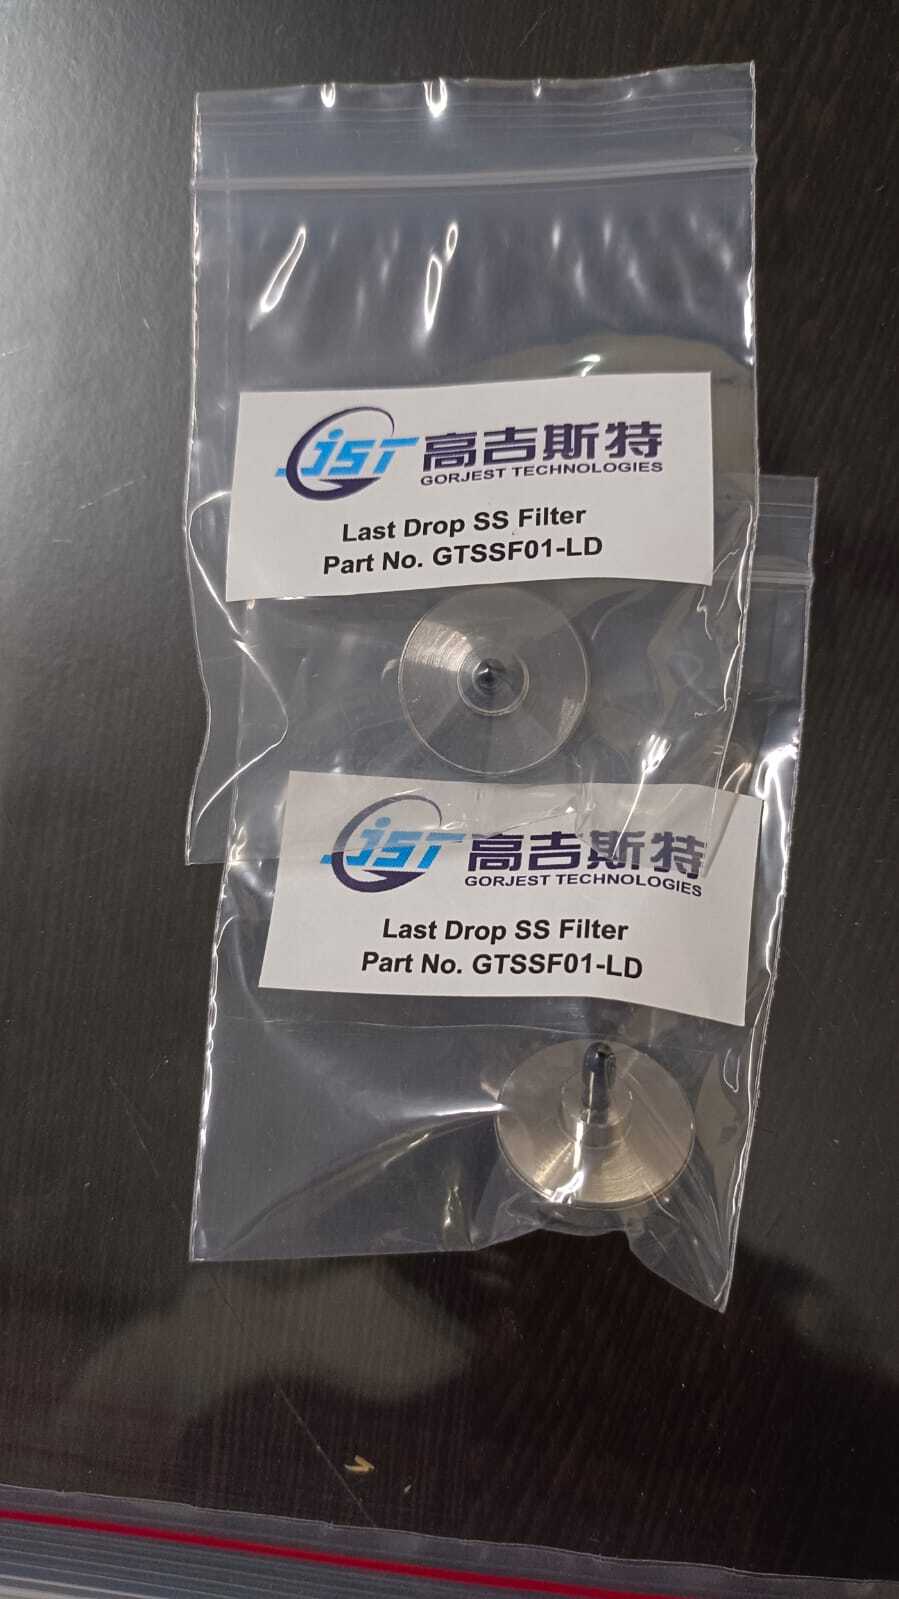 JST 高吉斯特
GORJEST TECHNOLOGIES
Last Drop SS Filter
Part No. GTSSF01-LD
JST 高吉斯特
GORJEST TECHNOLOGIES
Last Drop SS Filter
Part No. GTSSF01-LD